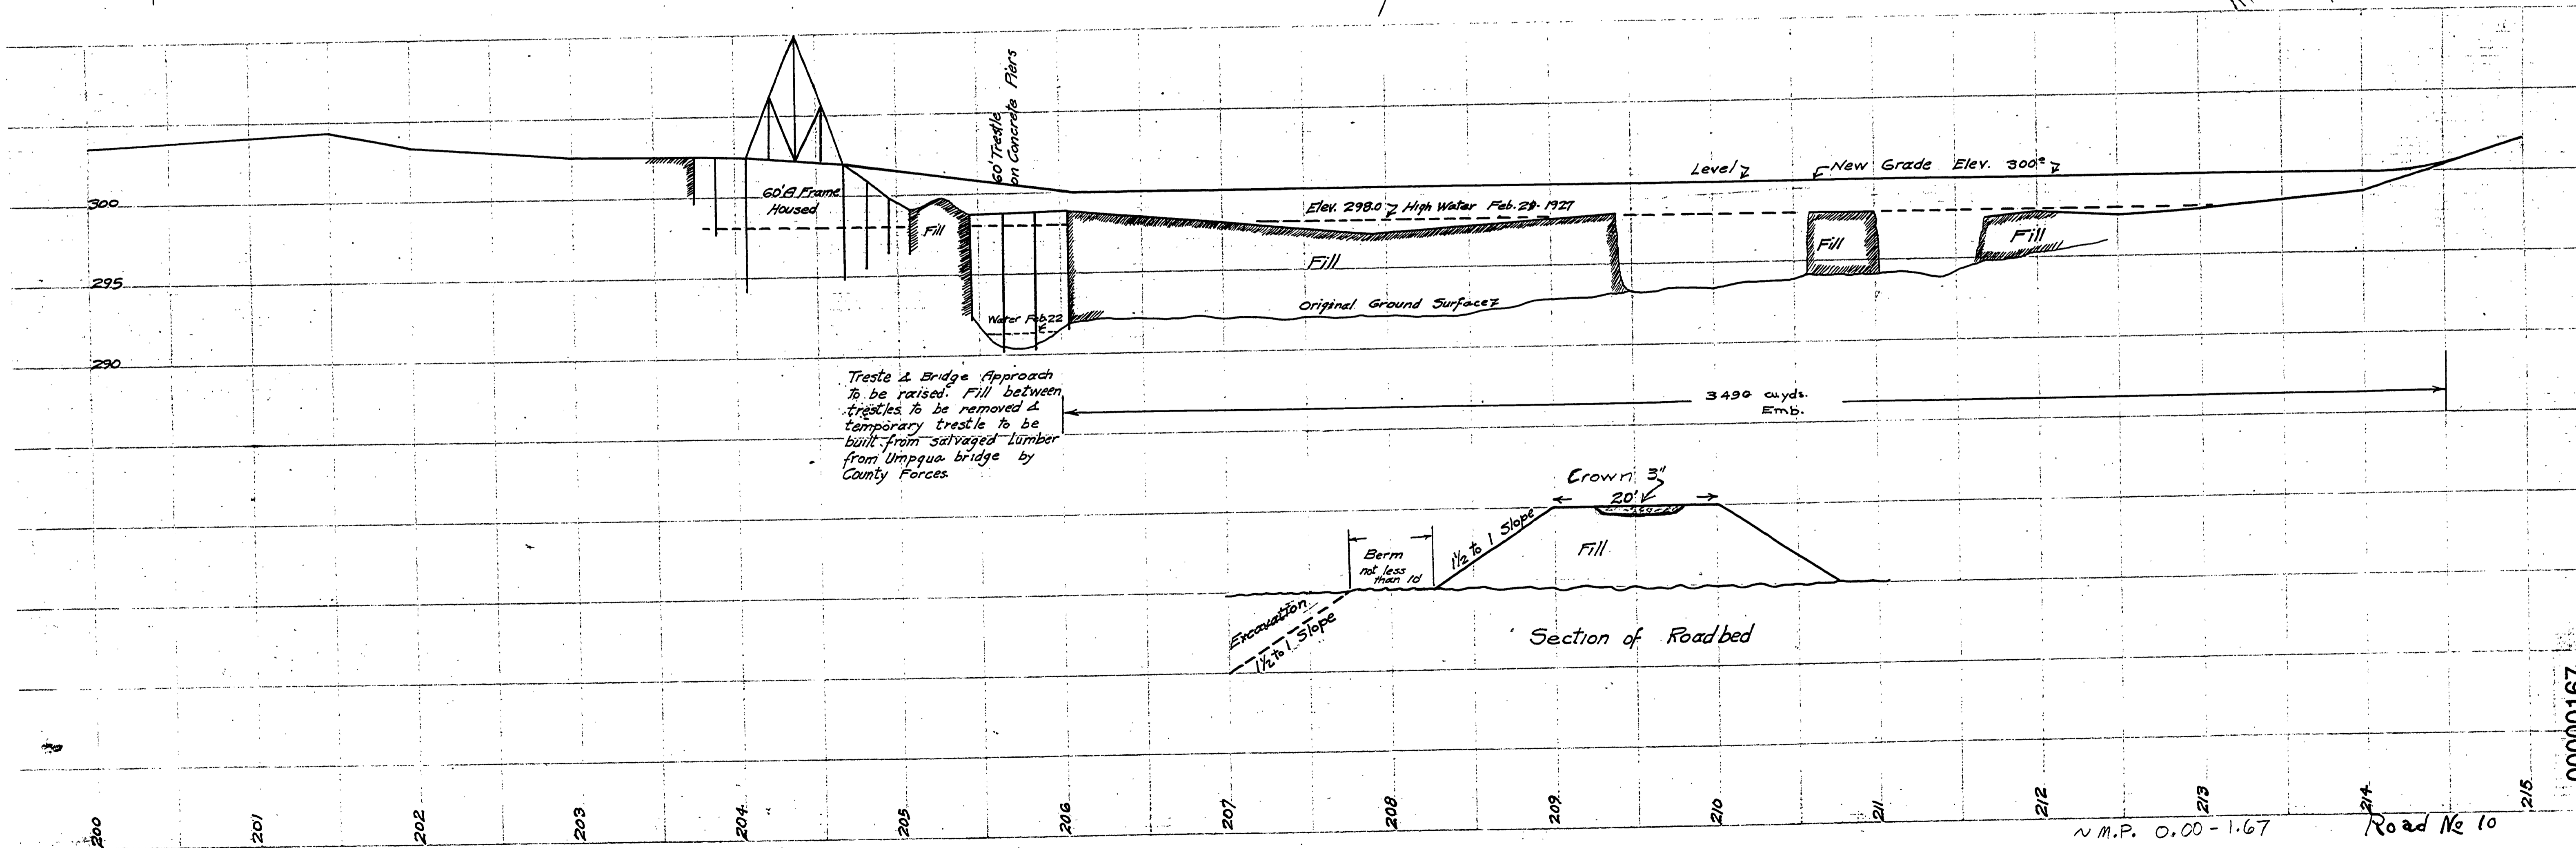 60' Trestle
on Concrete Piers
60' A Frame
Housed
300
295
290
Fill
Level
New Grade Elev. 300.0
Elev. 298.0 High Water Feb. 21-1927
Fill
Fill
Fill
Original Ground Surface
Water Feb. 22
Treste & Bridge Approach
To be raised. Fill between
trestles to be removed &
temporary trestle to be
built from salvaged Lumber
from Umpqua bridge by
County Forces.
3490 cu yds.
Emb.
Crown 3"
20'
Berm
not less
than 10'
1½ to 1 Slope
Fill
Excavation
1½ to 1 Slope
Section of Roadbed
200
201
202
203
204
205
206
207
208
209
210
211
212
213
214
215
~ M.P. 0.00 - 1.67
Road No 10
00000167